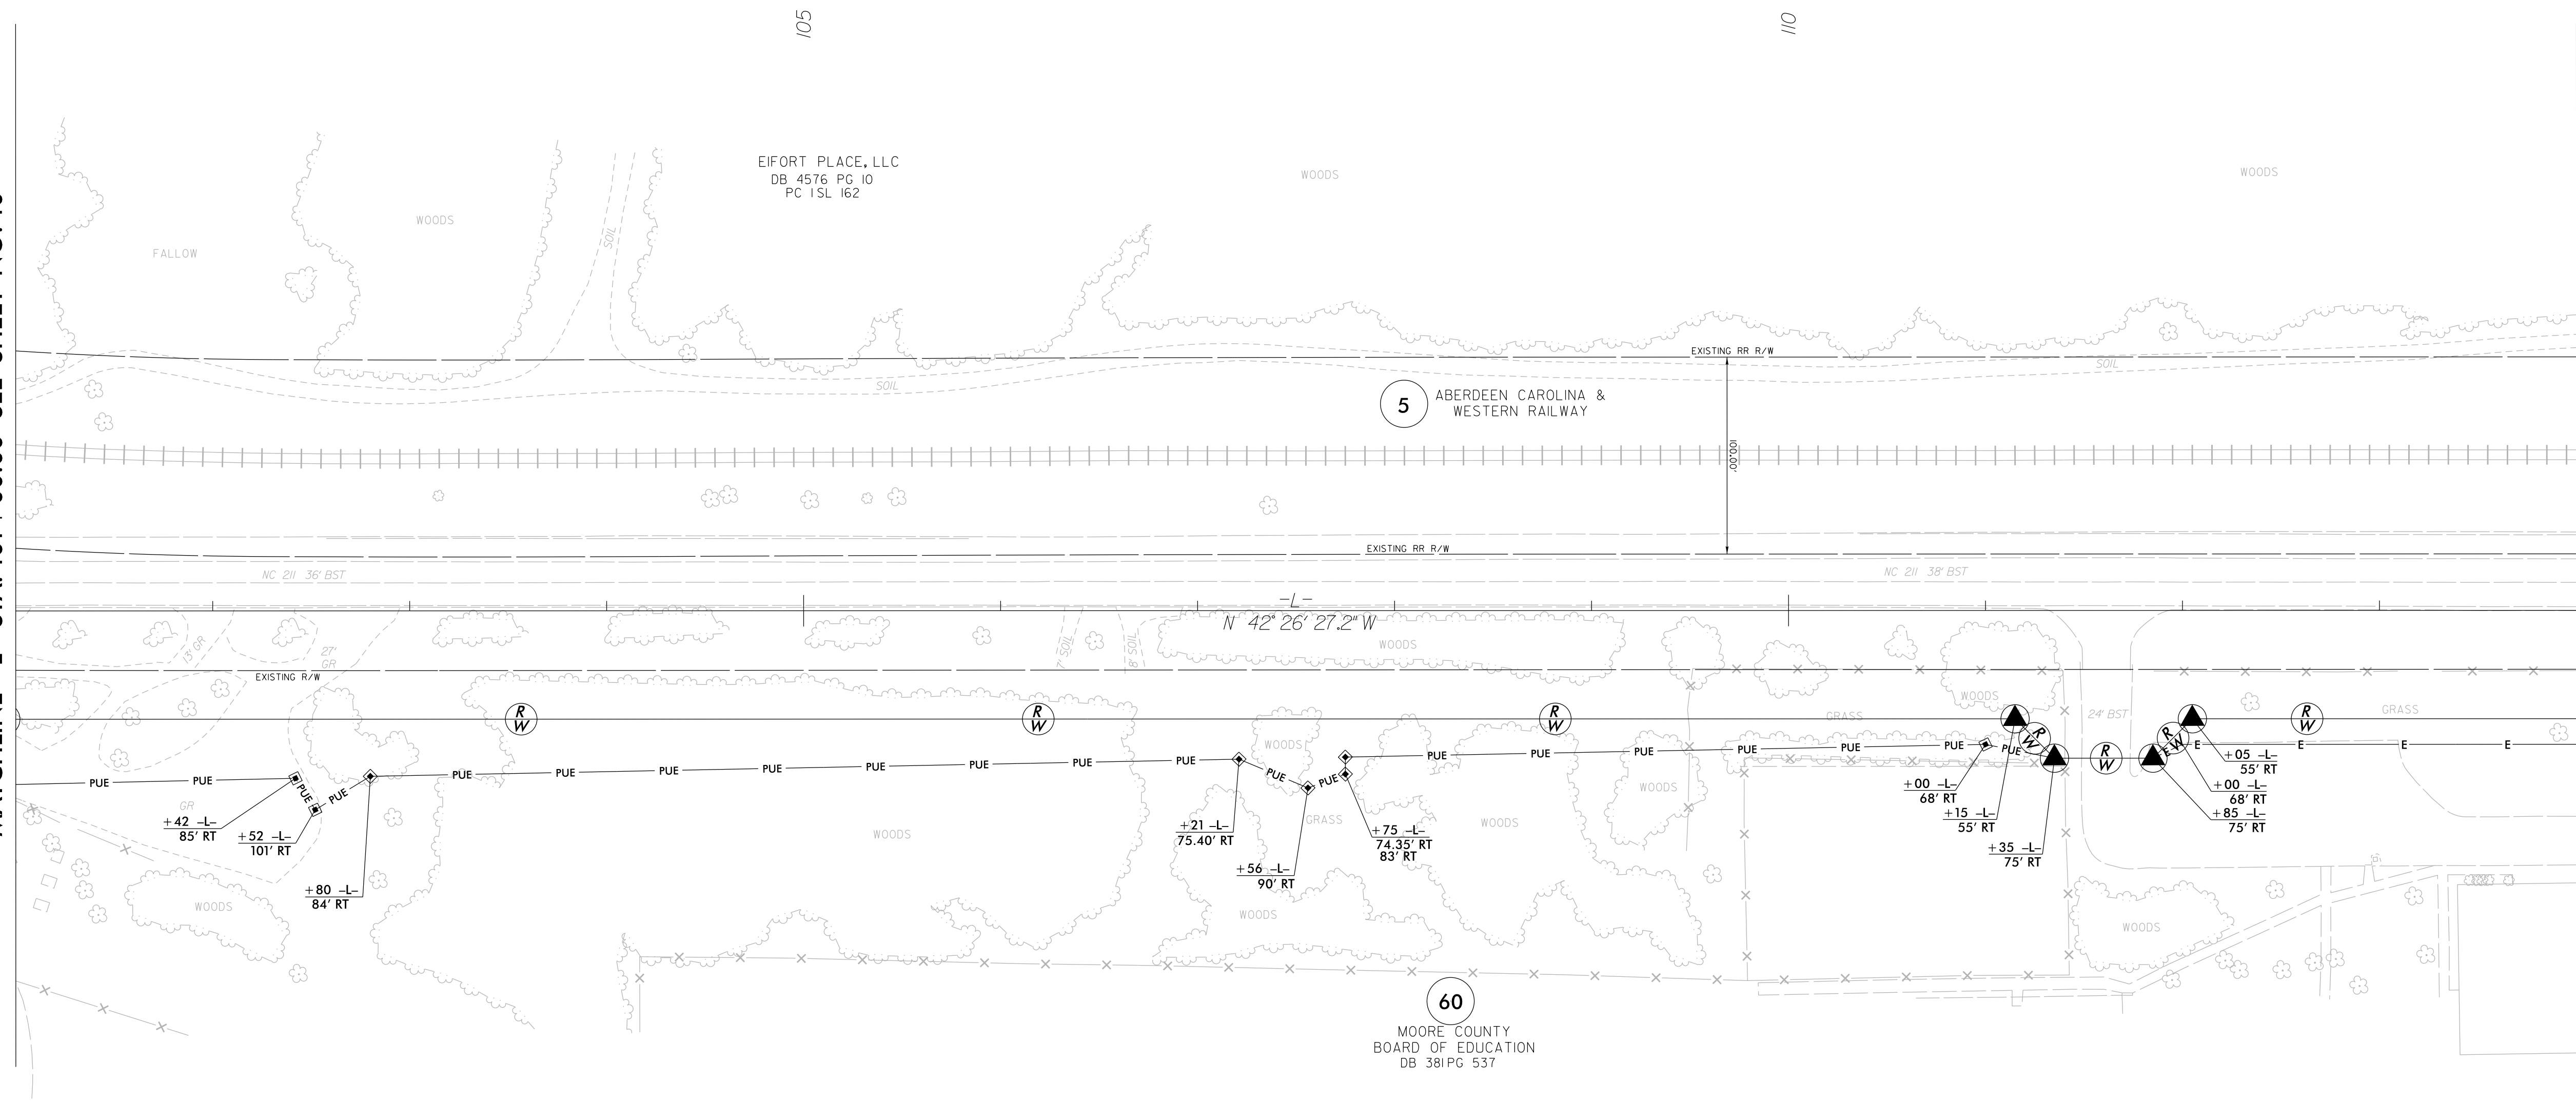 105
110
EIFORT PLACE, LLC
DB 4576 PG 10
PC 1 SL 162
WOODS
WOODS
WOODS
FALLOW
SOIL
EXISTING RR R/W
SOIL
SOIL
5
ABERDEEN CAROLINA &
WESTERN RAILWAY
100.00'
EXISTING RR R/W
NC 211 36' BST
NC 211 38' BST
-L-
N 42° 26' 27.2" W
13' GR
27'
GR
7' SOIL
8' SOIL
WOODS
EXISTING R/W
WOODS
24' BST
GRASS
GRASS
R
W
R
W
R
W
R
W
R
W
R
W
R
W
WOODS
PUE PUE PUE PUE PUE PUE PUE PUE PUE PUE PUE PUE PUE PUE PUE PUE PUE PUE PUE PUE PUE PUE
E E E E E
GR
WOODS
+42 -L-
85' RT
+52 -L-
101' RT
+80 -L-
84' RT
WOODS
+21 -L-
75.40' RT
+56 -L-
90' RT
GRASS
+75 -L-
74.35' RT
83' RT
WOODS
+00 -L-
68' RT
+15 -L-
55' RT
+35 -L-
75' RT
+05 -L-
55' RT
+00 -L-
68' RT
+85 -L-
75' RT
WOODS
WOODS
WOODS
60
MOORE COUNTY
BOARD OF EDUCATION
DB 381 PG 537